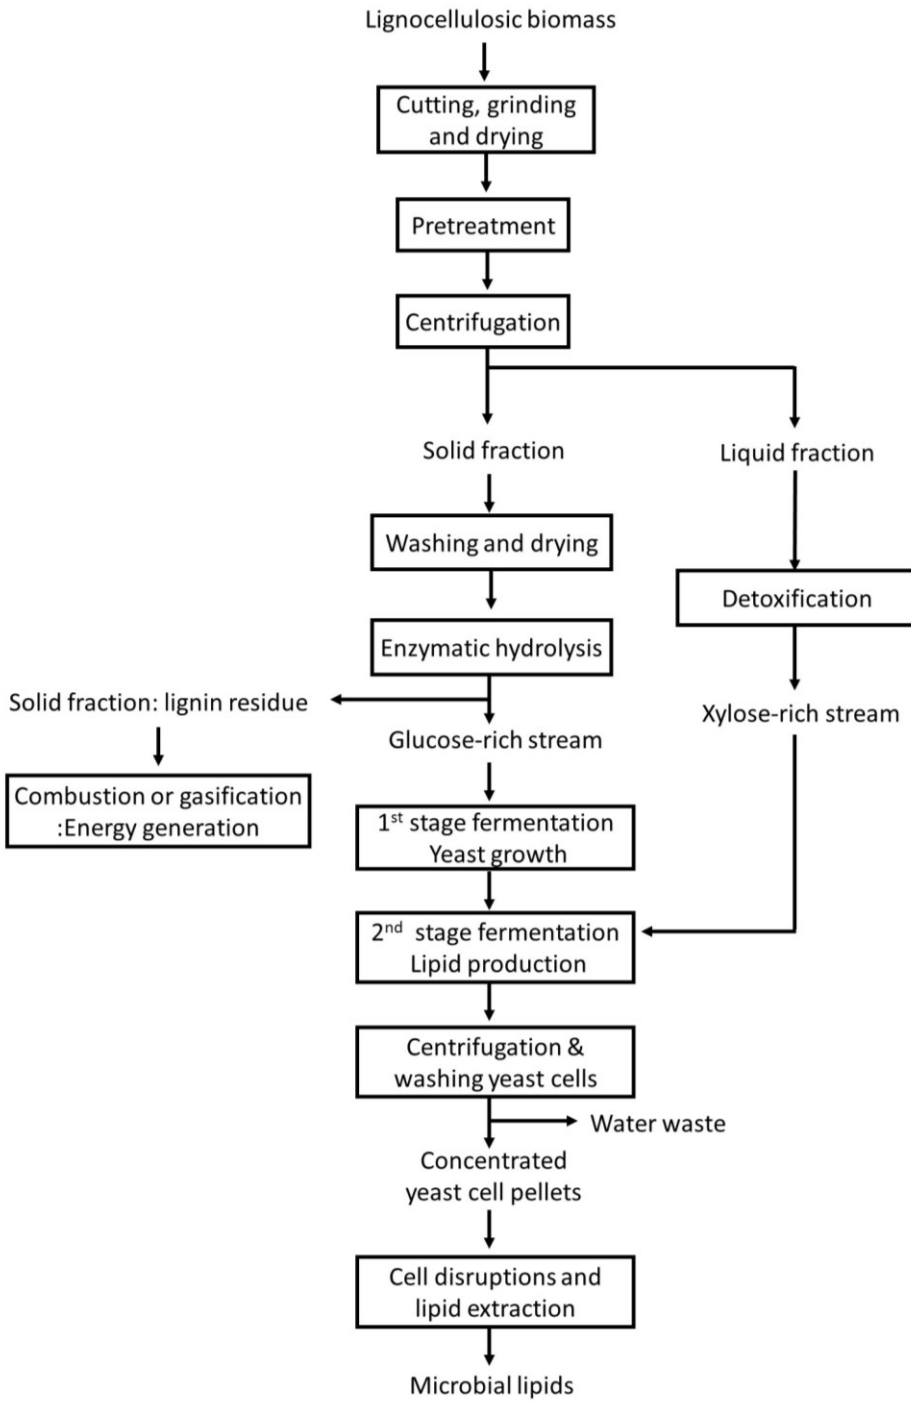 Lignocellulosic biomass
Cutting, grinding
and drying
Pretreatment
Centrifugation
Solid fraction
Liquid fraction
Washing and drying
Detoxification
Enzymatic hydrolysis
Solid fraction: lignin residue
Xylose-rich stream
Glucose-rich stream
Combustion or gasification
:Energy generation
1st stage fermentation
Yeast growth
2nd stage fermentation
Lipid production
Centrifugation &
washing yeast cells
Water waste
Concentrated
yeast cell pellets
Cell disruptions and
lipid extraction
Microbial lipids